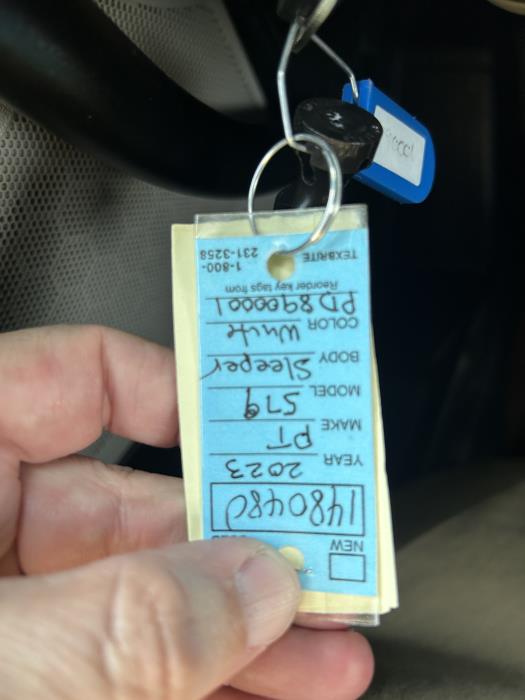 NEW
1480480
YEAR 2023
MAKE PT
MODEL 579
BODY Sleeper
COLOR White
PD8900001
Reorder key tags from
TEXBRITE 1-800-
231-3258